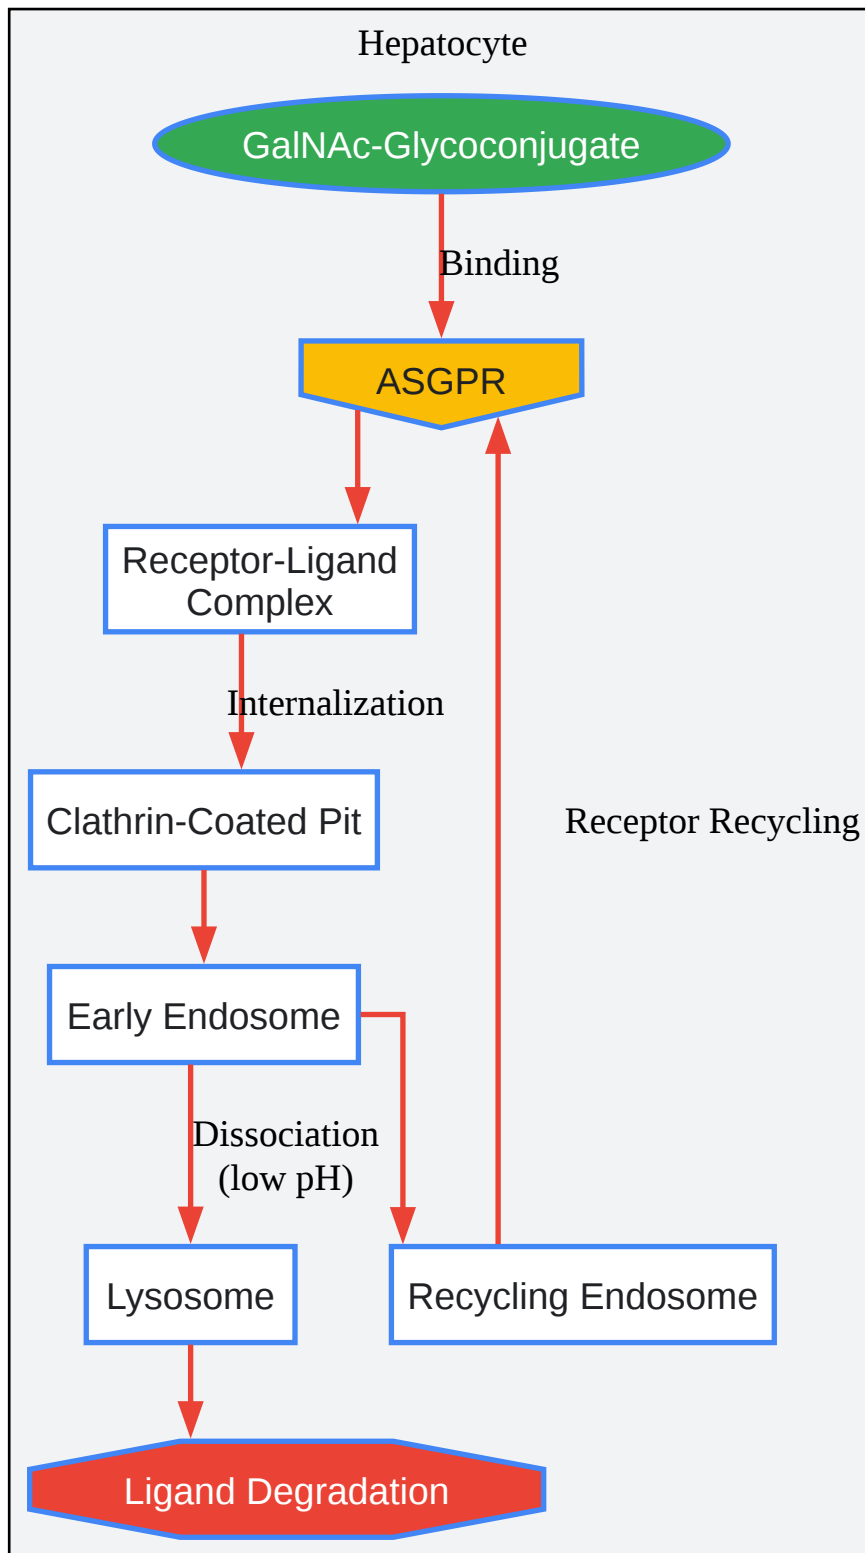 Hepatocyte
GalNAc-Glycoconjugate
Binding
ASGPR
Receptor-Ligand
Complex
Internalization
Clathrin-Coated Pit
Receptor Recycling
Early Endosome
Dissociation
(low pH)
Lysosome
Recycling Endosome
Ligand Degradation